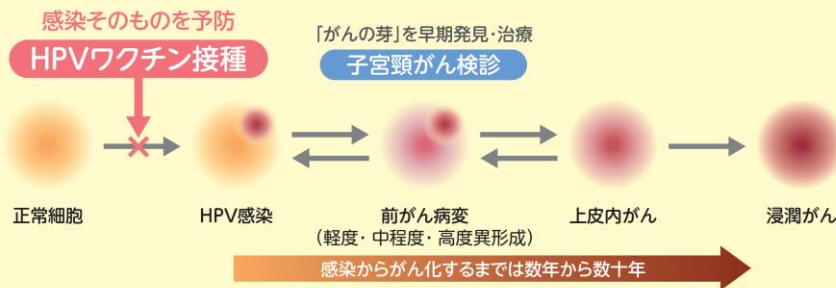 感染そのものを予防
HPVワクチン接種
「がんの芽」を早期発見・治療
子宮頸がん検診
正常細胞
HPV感染
前がん病変
(軽度・中程度・高度異形成)
上皮内がん
浸潤がん
感染からがん化するまでは数年から数十年